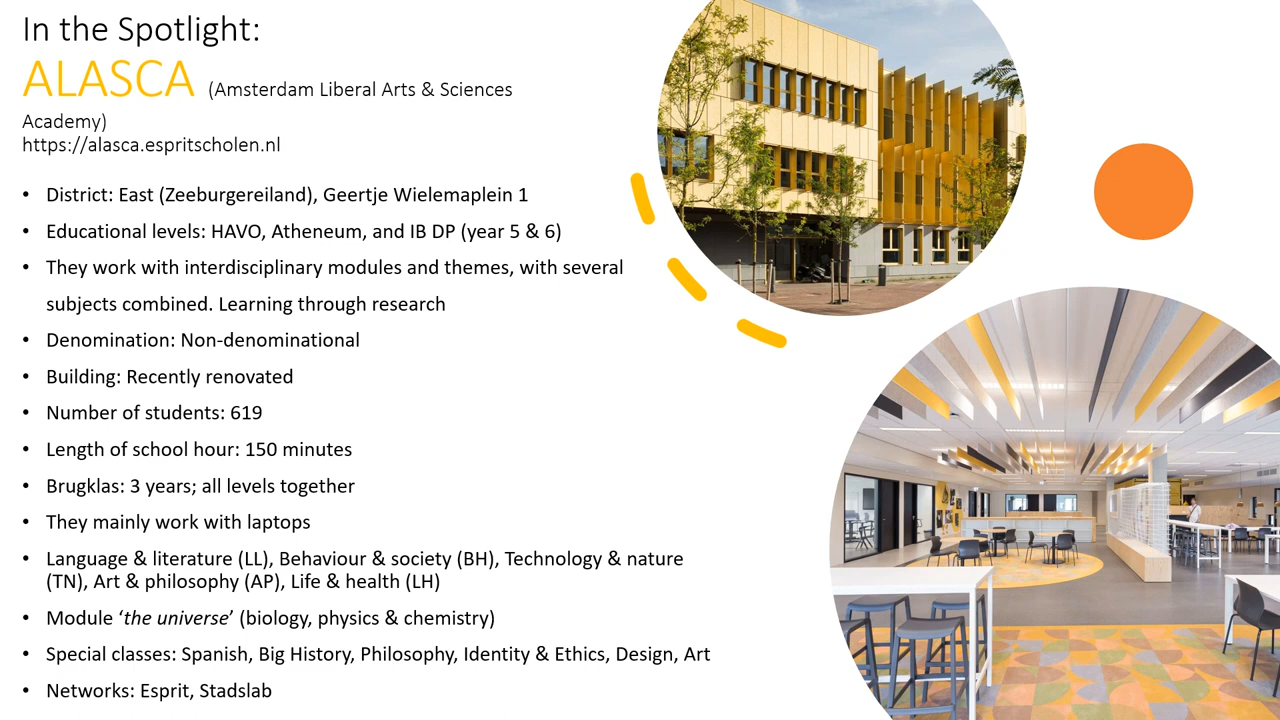 In the Spotlight:
ALASCA (Amsterdam Liberal Arts & Sciences
Academy)
https://alasca.espritscholen.nl
• District: East (Zeeburgereiland), Geertje Wielemaplein 1
• Educational levels: HAVO, Atheneum, and IB DP (year 5 & 6)
• They work with interdisciplinary modules and themes, with several
subjects combined. Learning through research
• Denomination: Non-denominational
• Building: Recently renovated
• Number of students: 619
• Length of school hour: 150 minutes
• Brugklas: 3 years; all levels together
• They mainly work with laptops
• Language & literature (LL), Behaviour & society (BH), Technology & nature
(TN), Art & philosophy (AP), Life & health (LH)
• Module ‘the universe’ (biology, physics & chemistry)
• Special classes: Spanish, Big History, Philosophy, Identity & Ethics, Design, Art
• Networks: Esprit, Stadslab